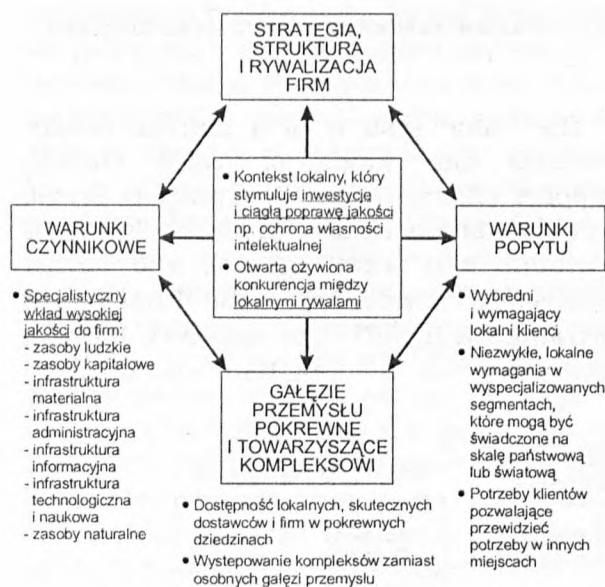 STRATEGIA,
STRUKTURA
I RYWALIZACJA
FIRM
• Kontekst lokalny, który
stymuluje inwestycje
i ciągłą poprawę jakości
np. ochrona własności
intelektualnej
• Otwarta ożywiona
konkurencja między
lokalnymi rywalami
WARUNKI
CZYNNIKOWE
• Specjalistyczny
wkład wysokiej
jakości do firm:
- zasoby ludzkie
- zasoby kapitałowe
- infrastruktura
materialna
- infrastruktura
administracyjna
- infrastruktura
informacyjna
- infrastruktura
technologiczna
i naukowa
- zasoby naturalne
WARUNKI
POPYTU
• Wybredni
i wymagający
lokalni klienci
• Niezwykłe, lokalne
wymagania w
wyspecjalizowanych
segmentach,
które mogą być
świadczone na
skalę państwową
lub światową
• Potrzeby klientów
pozwalające
przewidzieć
potrzeby w innych
miejscach
GAŁĘZIE
PRZEMYSŁU
POKREWNE
I TOWARZYSZĄCE
KOMPLEKSOWI
• Dostępność lokalnych, skutecznych
dostawców i firm w pokrewnych
dziedzinach
• Wystepowanie kompleksów zamiast
osobnych gałęzi przemyslu